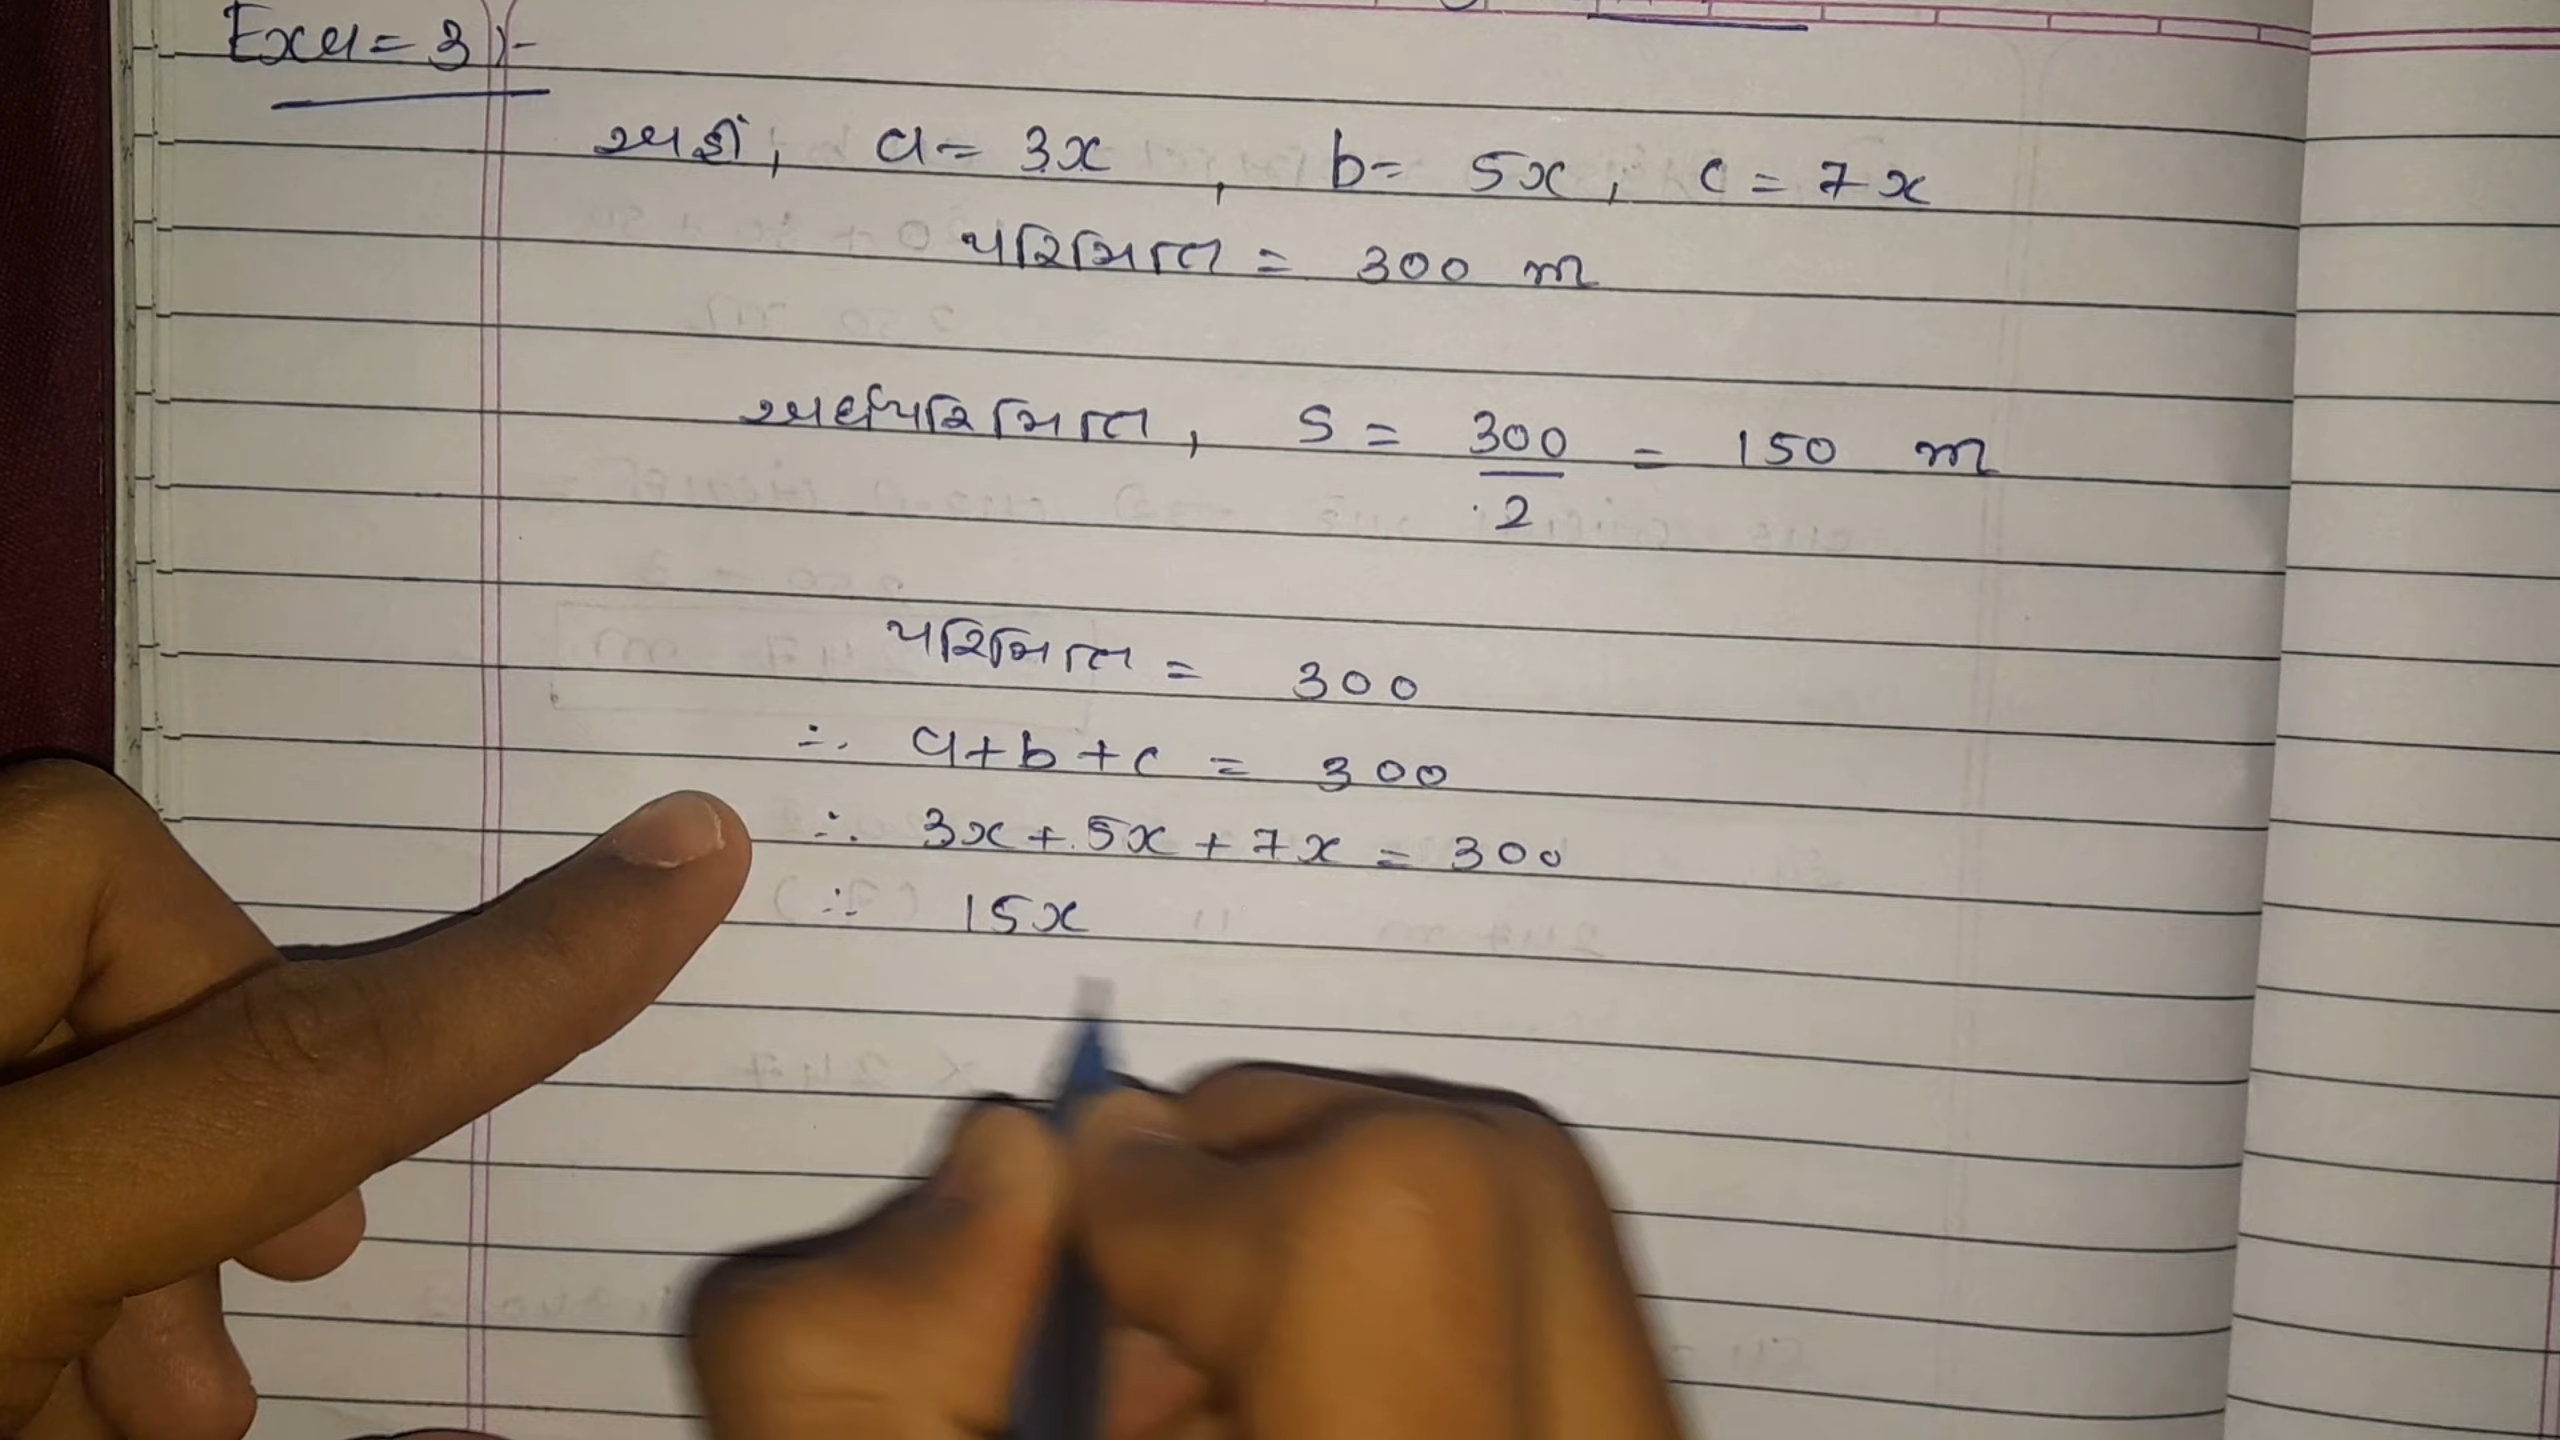 Exa = 3) :-
અહીં, a = 3x, b = 5x, c = 7x
પરિમિતિ = 300 m
અર્ધપરિમિતિ, S = 300/2 = 150 m
પરિમિતિ = 300
∴ a+b+c = 300
∴ 3x + 5x + 7x = 300
∴ 15x